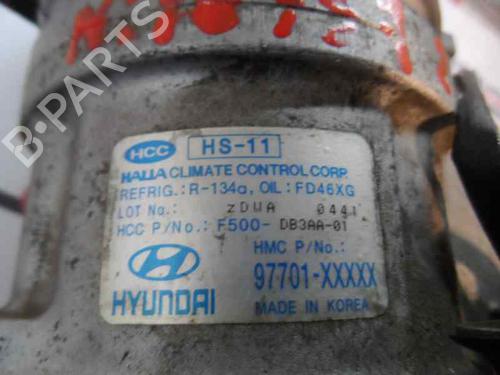 B-PARTS
HCC HS-11
HALLA CLIMATE CONTROL CORP.
REFRIG.: R-134a, OIL: FD46XG
LOT No.: ZDWA 0441
HCC P/No.: F500-DB3AA-01
HMC P/No.:
97701-XXXXX
HYUNDAI
MADE IN KOREA